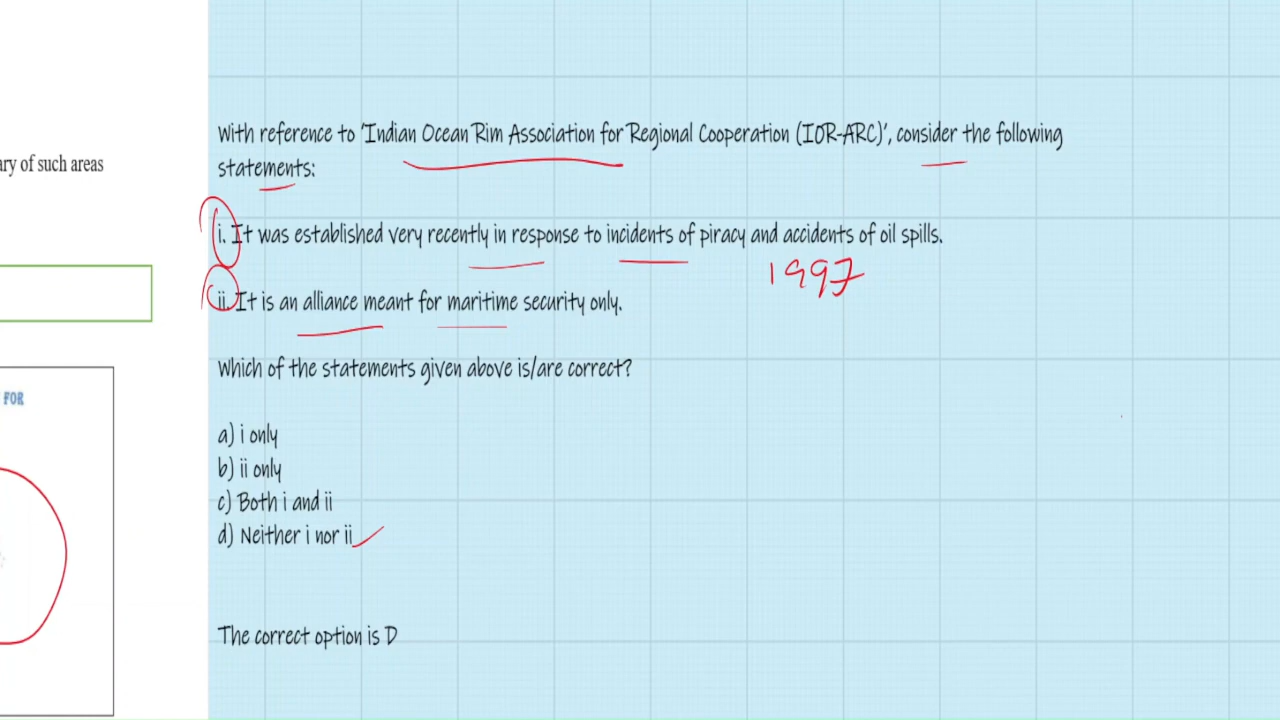 With reference to 'Indian Ocean Rim Association for Regional Cooperation (IOR-ARC)', consider the following
statements:
ary of such areas
i. It was established very recently in response to incidents of piracy and accidents of oil spills.
1997
ii. It is an alliance meant for maritime security only.
Which of the statements given above is/are correct?
FOR
a) i only
b) ii only
c) Both i and ii
d) Neither i nor ii
The correct option is D